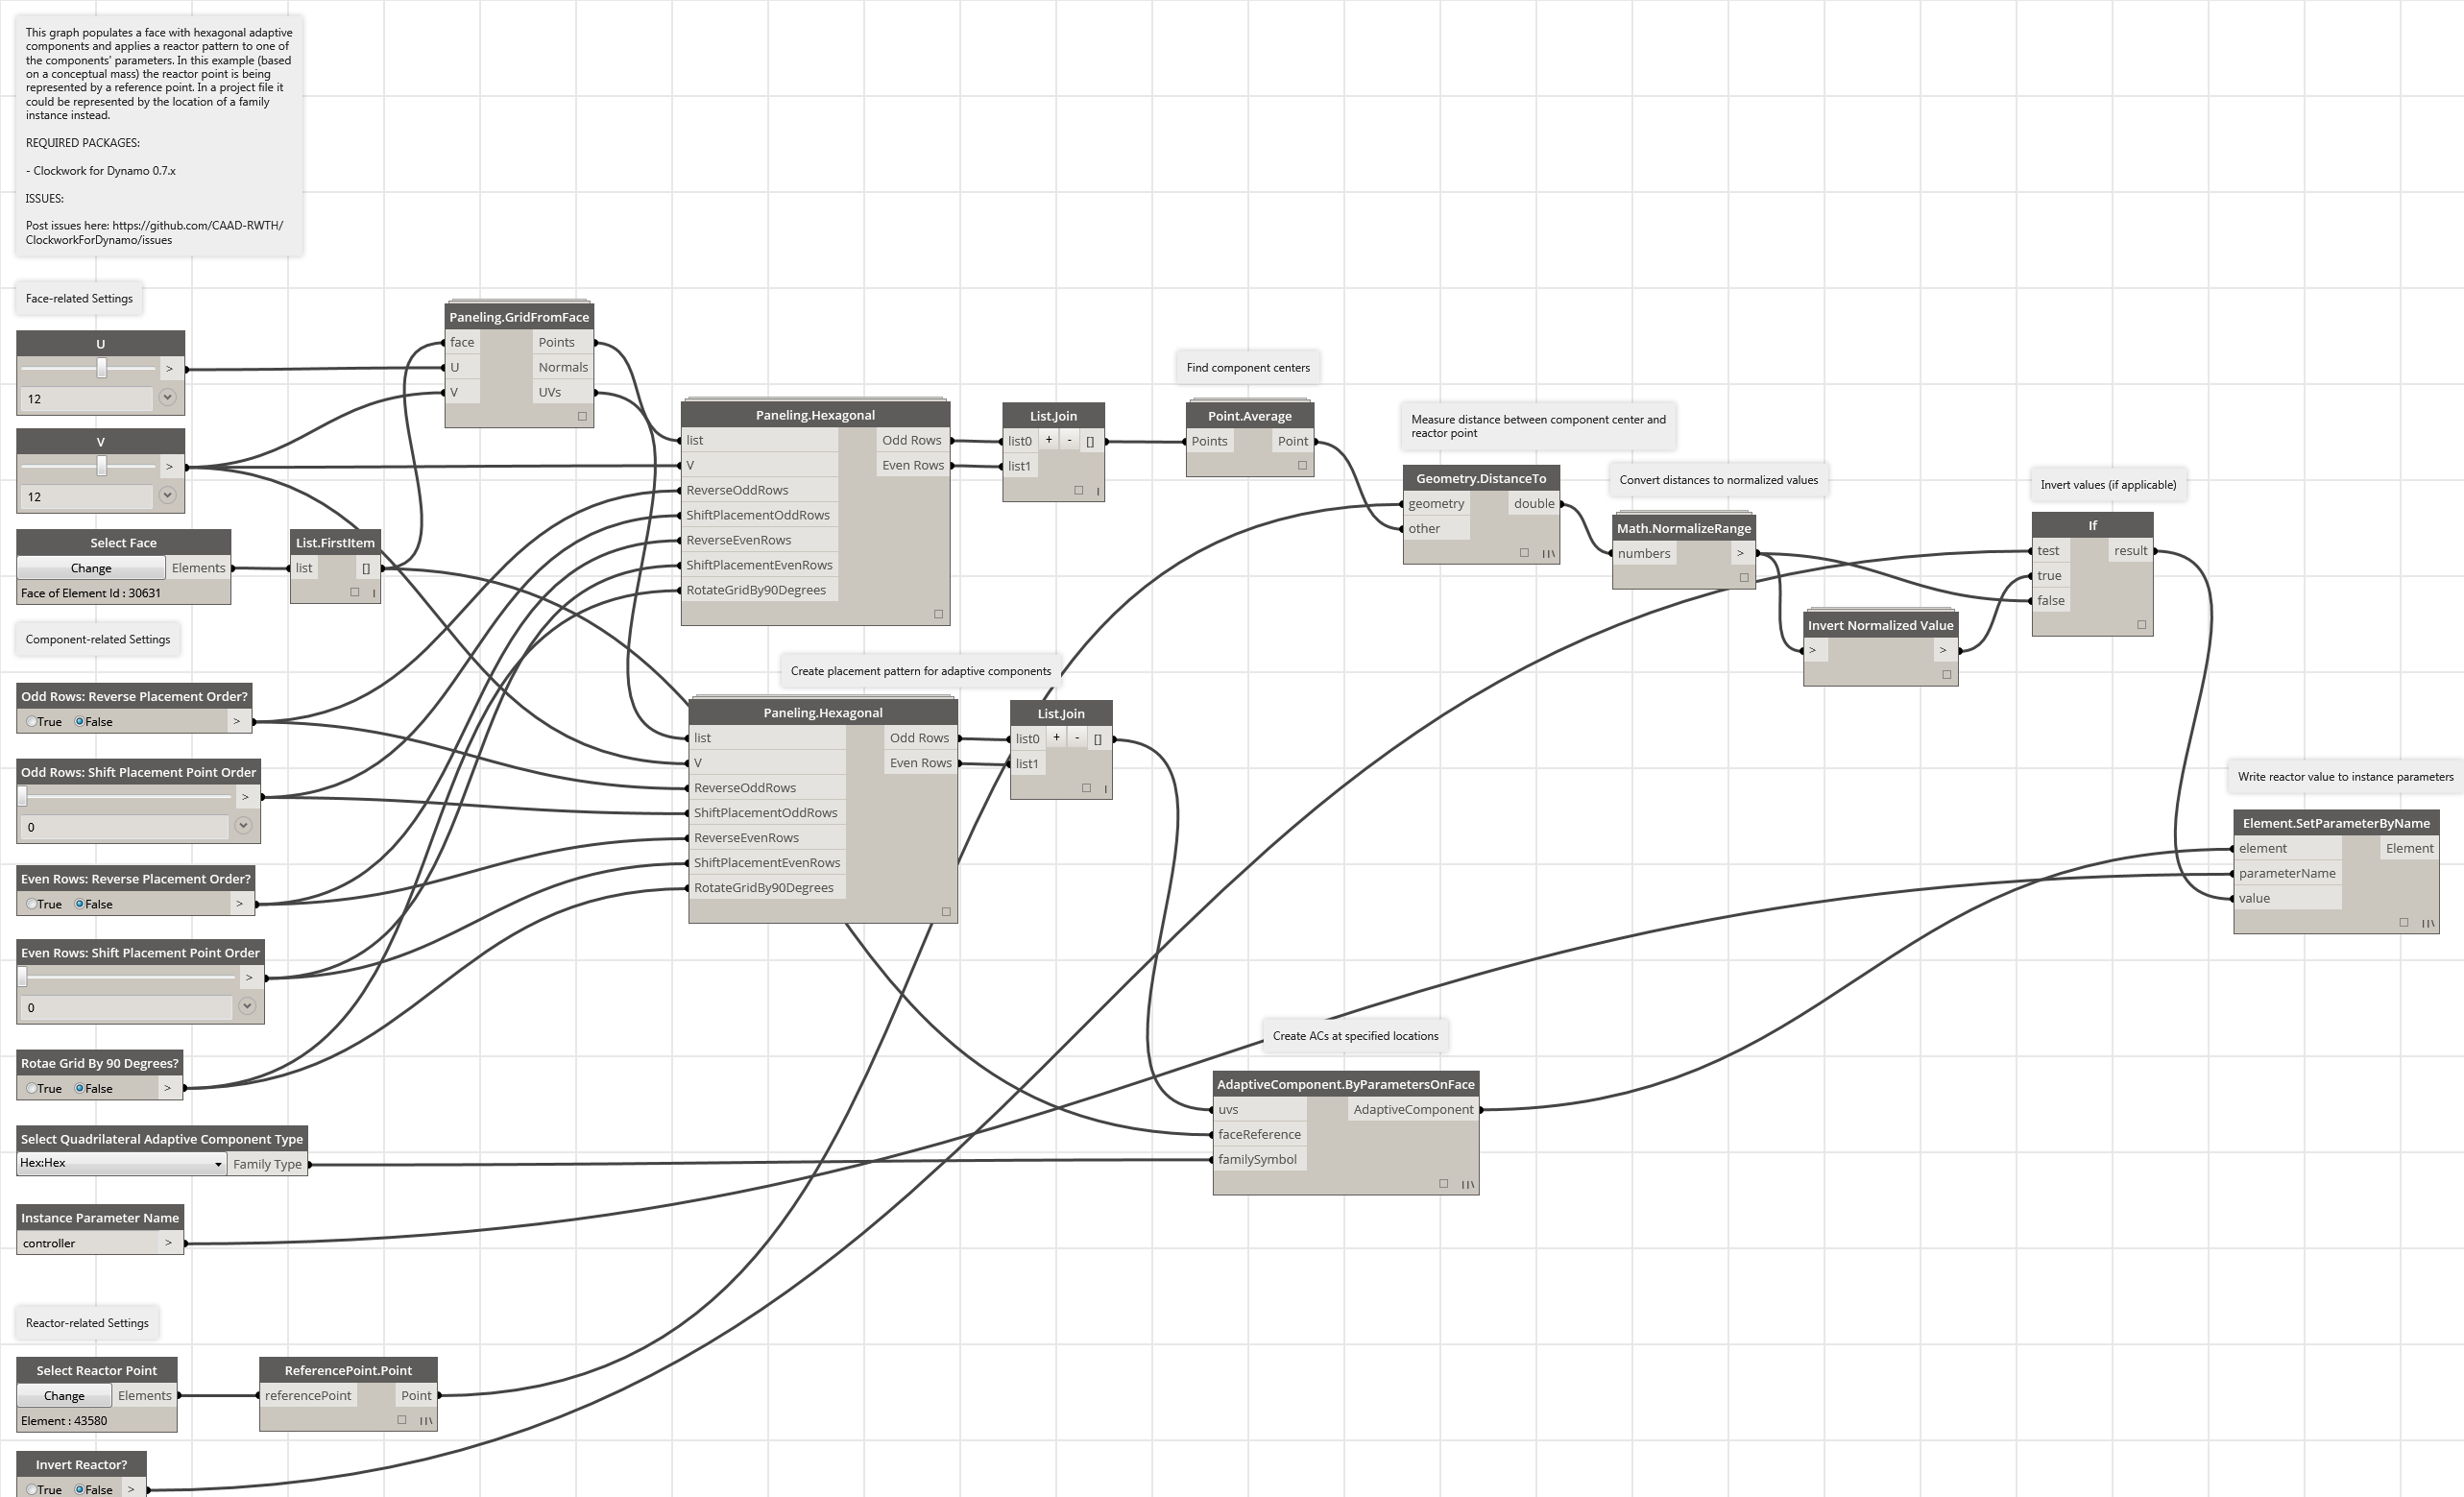 This graph populates a face with hexagonal adaptive
components and applies a reactor pattern to one of
the components' parameters. In this example (based
on a conceptual mass) the reactor point is being
represented by a reference point. In a project file it
could be represented by the location of a family
instance instead.
REQUIRED PACKAGES:
- Clockwork for Dynamo 0.7.x
ISSUES:
Post issues here: https://github.com/CAAD-RWTH/
ClockworkForDynamo/issues
Face-related Settings
U
>
12
V
>
12
Select Face
Change
Elements
Face of Element Id : 30631
List.FirstItem
list
[]
Component-related Settings
Odd Rows: Reverse Placement Order?
True False >
Odd Rows: Shift Placement Point Order
>
0
Even Rows: Reverse Placement Order?
True False >
Even Rows: Shift Placement Point Order
>
0
Rotae Grid By 90 Degrees?
True False >
Select Quadrilateral Adaptive Component Type
Hex:Hex
Family Type
Instance Parameter Name
controller >
Reactor-related Settings
Select Reactor Point
Change
Elements
Element : 43580
ReferencePoint.Point
referencePoint
Point
Invert Reactor?
True False >
Paneling.GridFromFace
face Points
U Normals
V UVs
Paneling.Hexagonal
list Odd Rows
V Even Rows
ReverseOddRows
ShiftPlacementOddRows
ReverseEvenRows
ShiftPlacementEvenRows
RotateGridBy90Degrees
List.Join
list0 + - []
list1
Create placement pattern for adaptive components
Paneling.Hexagonal
list Odd Rows
V Even Rows
ReverseOddRows
ShiftPlacementOddRows
ReverseEvenRows
ShiftPlacementEvenRows
RotateGridBy90Degrees
List.Join
list0 + - []
list1
Find component centers
Point.Average
Points Point
Measure distance between component center and
reactor point
Geometry.DistanceTo
geometry double
other
Convert distances to normalized values
Math.NormalizeRange
numbers >
Invert Normalized Value
> >
Invert values (if applicable)
If
test result
true
false
Create ACs at specified locations
AdaptiveComponent.ByParametersOnFace
uvs AdaptiveComponent
faceReference
familySymbol
Write reactor value to instance parameters
Element.SetParameterByName
element Element
parameterName
value